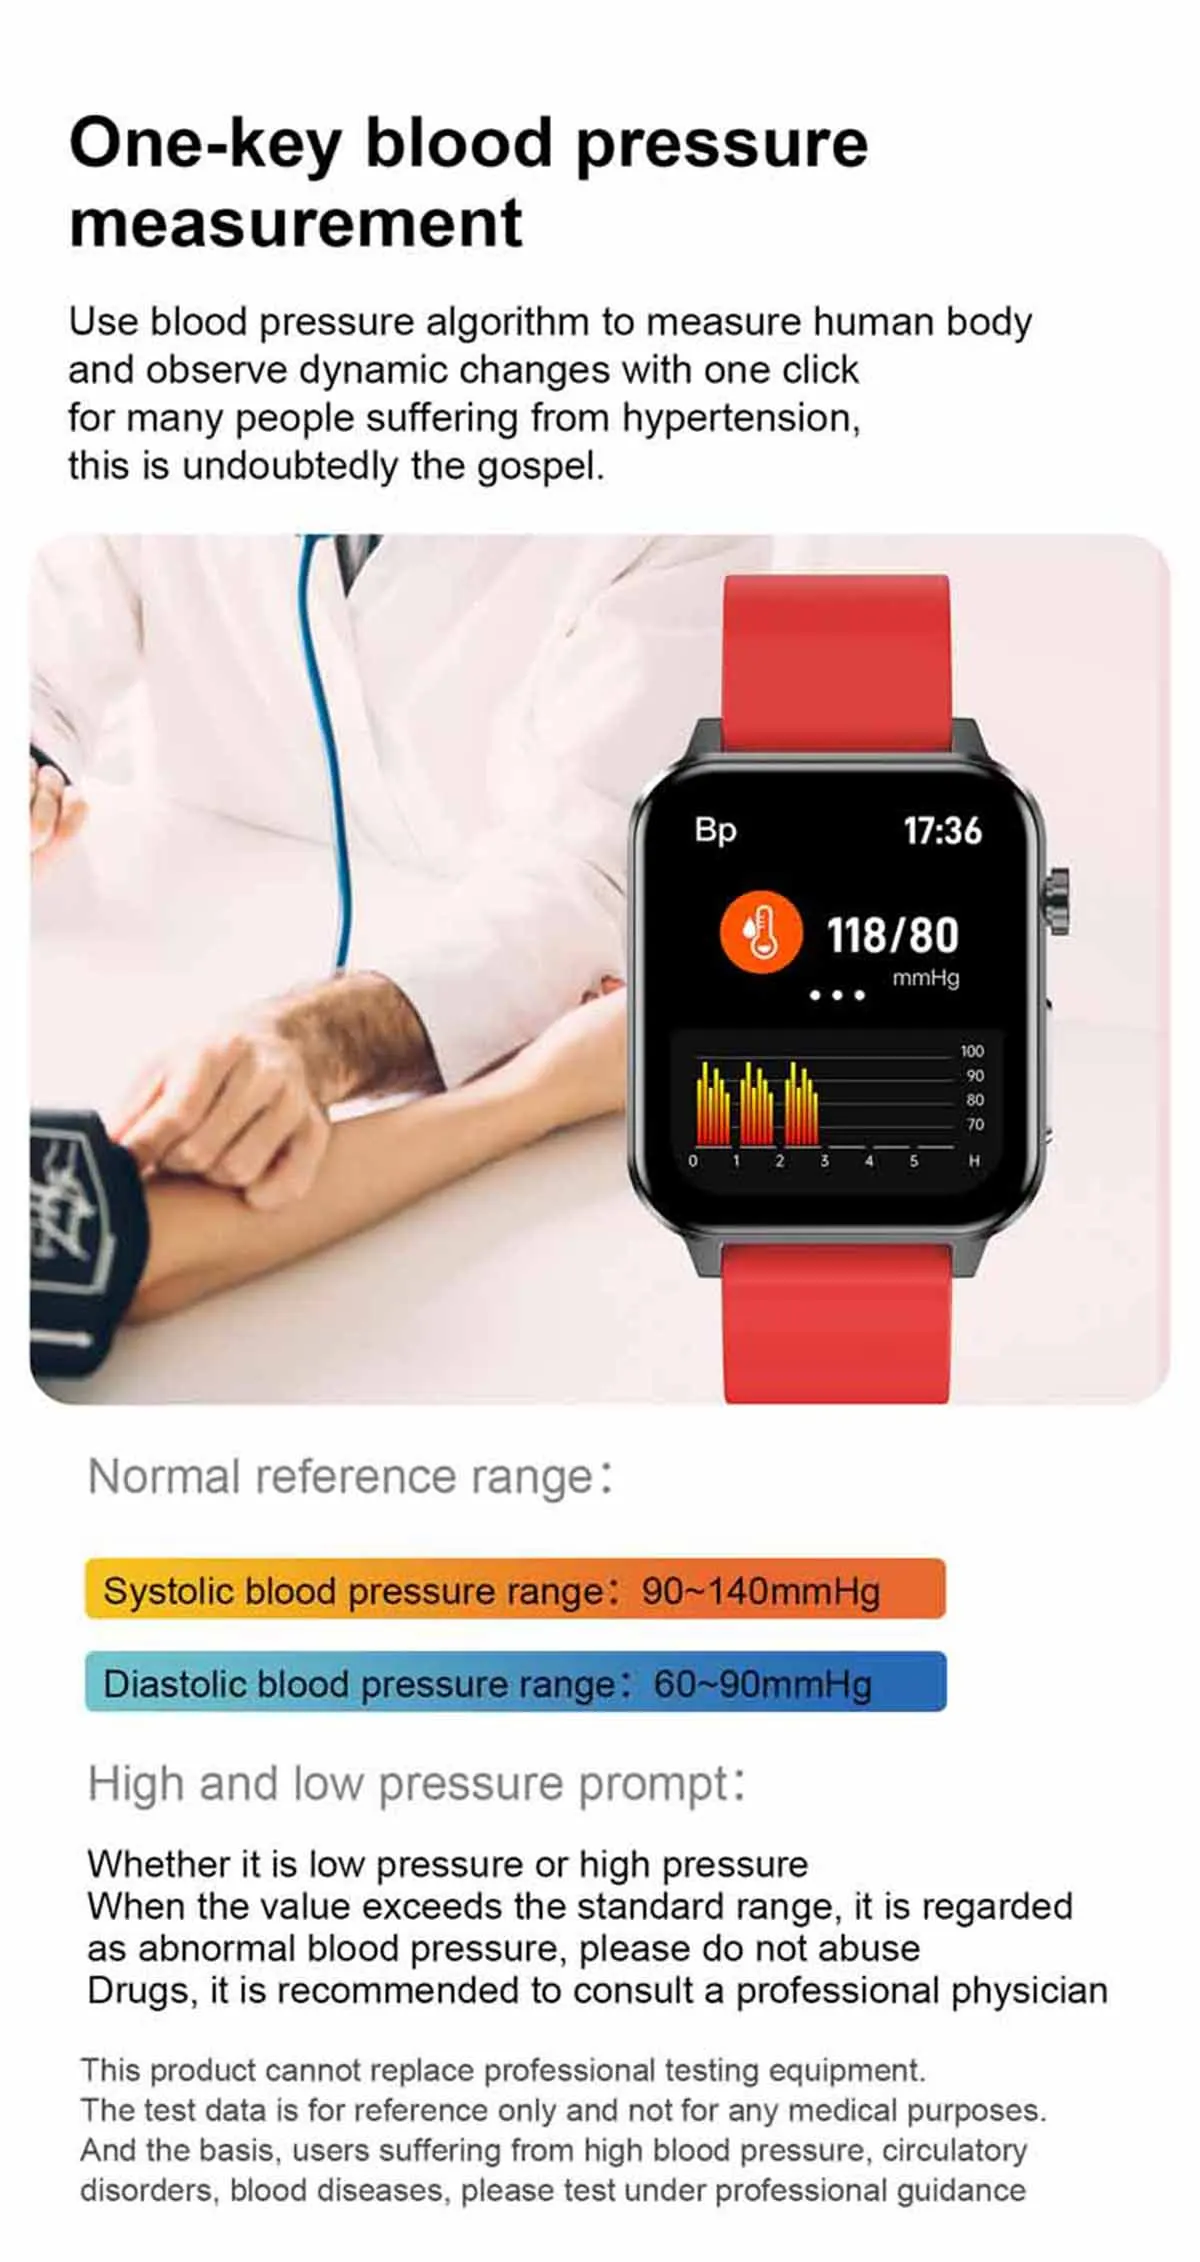 One-key blood pressure
measurement
Use blood pressure algorithm to measure human body
and observe dynamic changes with one click
for many people suffering from hypertension,
this is undoubtedly the gospel.
Bp 17:36
118/80
mmHg
100
90
80
70
0 1 2 3 4 5 H
Normal reference range:
Systolic blood pressure range: 90~140mmHg
Diastolic blood pressure range: 60~90mmHg
High and low pressure prompt:
Whether it is low pressure or high pressure
When the value exceeds the standard range, it is regarded
as abnormal blood pressure, please do not abuse
Drugs, it is recommended to consult a professional physician
This product cannot replace professional testing equipment.
The test data is for reference only and not for any medical purposes.
And the basis, users suffering from high blood pressure, circulatory
disorders, blood diseases, please test under professional guidance